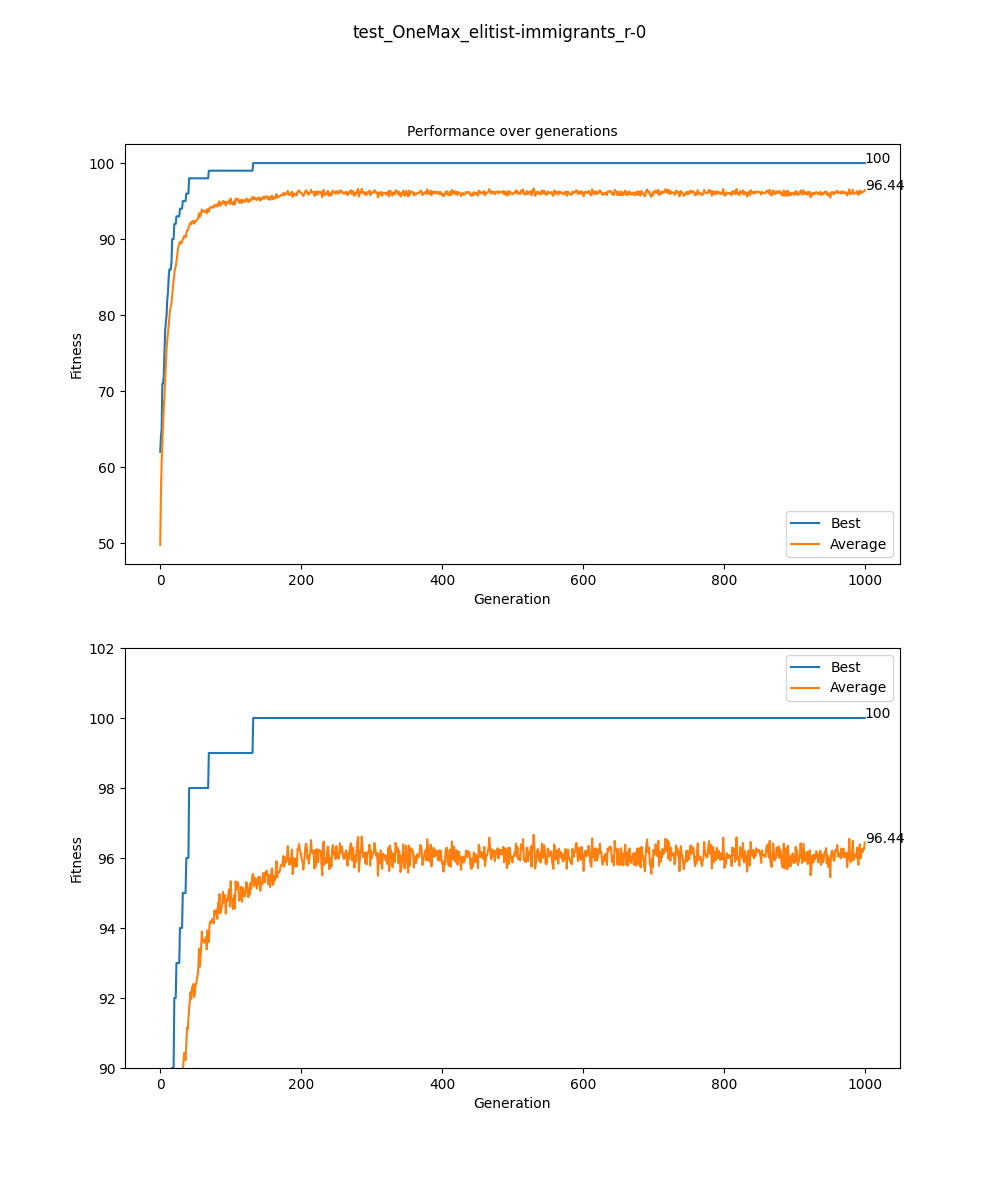 test_OneMax_elitist-immigrants_r-0
Performance over generations
100
90
80
70
60
50
Fitness
100
96.44
Best
Average
0 200 400 600 800 1000
Generation
102
100
98
96
94
92
90
Fitness
Best
Average
100
96.44
0 200 400 600 800 1000
Generation